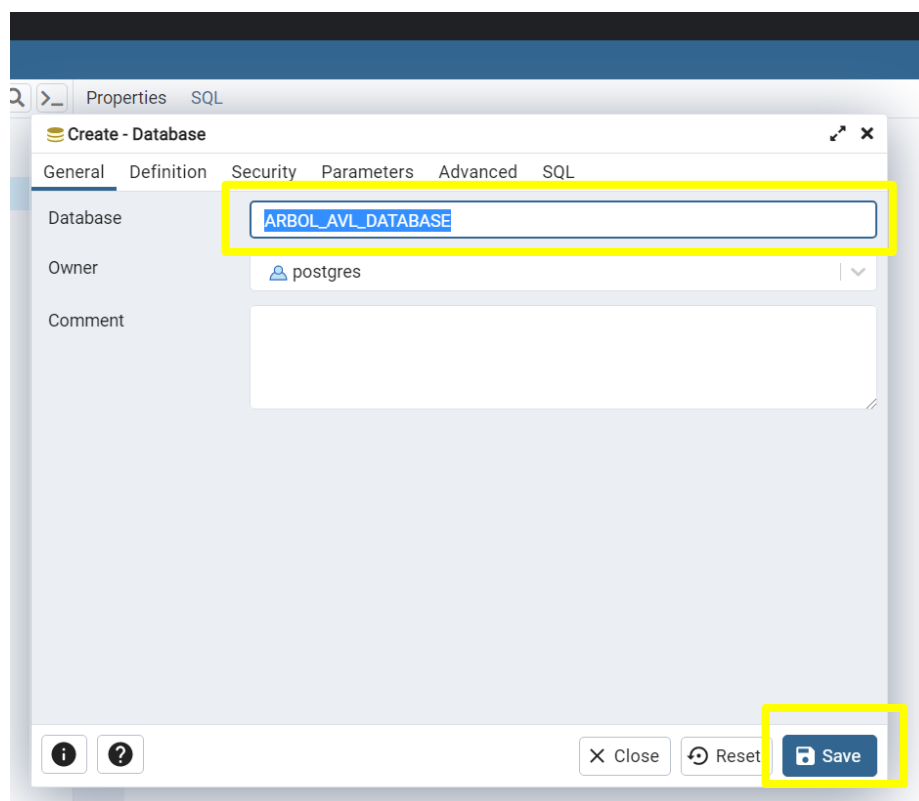 Properties SQL
Create - Database
General Definition Security Parameters Advanced SQL
Database ARBOL_AVL_DATABASE
Owner postgres
Comment
Close Reset Save